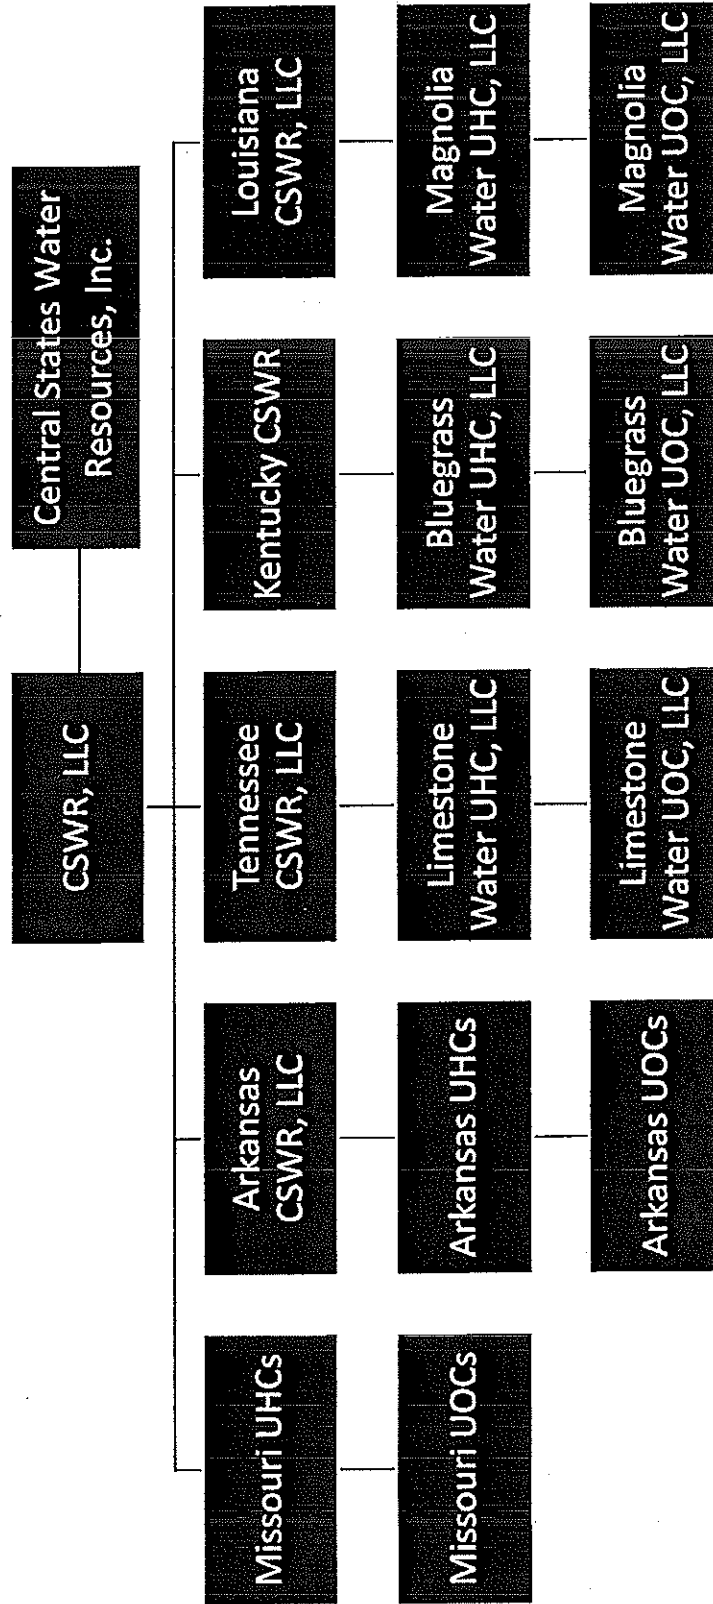 CSWR, LLC
Central States Water
Resources, Inc.
Missouri UHCs
Arkansas
CSWR, LLC
Tennessee
CSWR, LLC
Kentucky CSWR
Louisiana
CSWR, LLC
Missouri UOCs
Arkansas UHCs
Limestone
Water UHC, LLC
Bluegrass
Water UHC, LLC
Magnolia
Water UHC, LLC
Arkansas UOCs
Limestone
Water UOC, LLC
Bluegrass
Water UOC, LLC
Magnolia
Water UOC, LLC